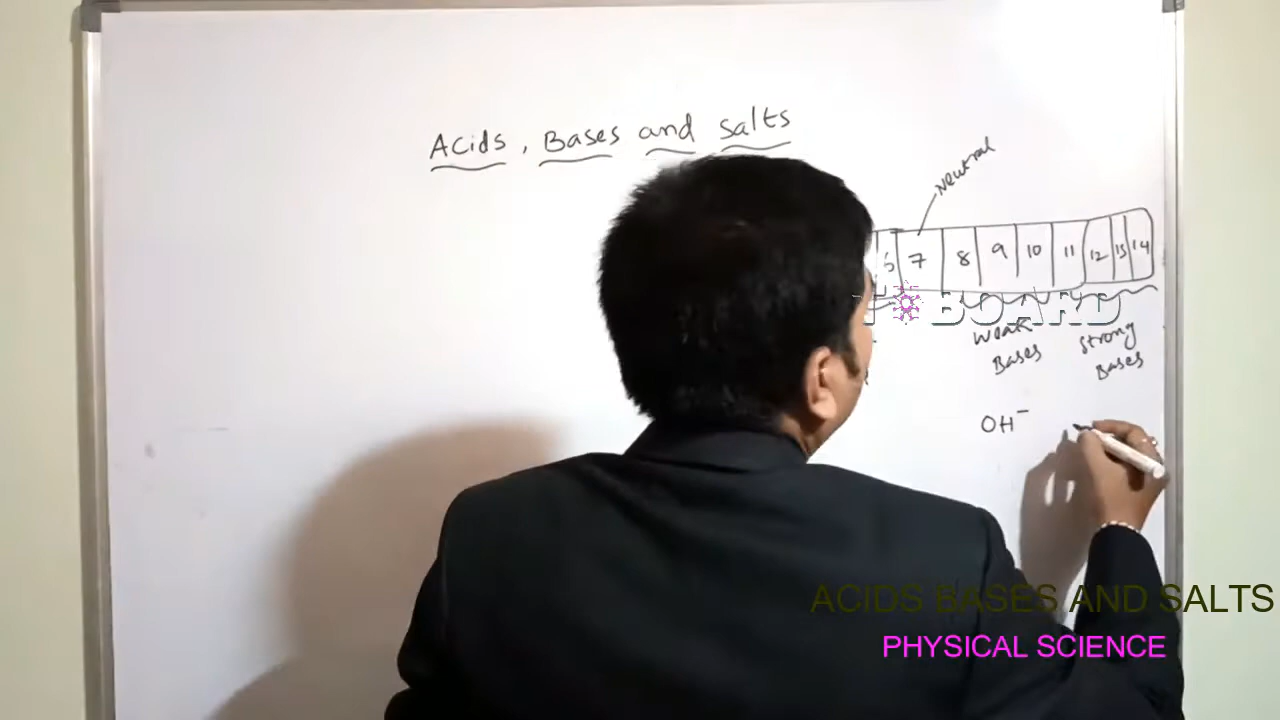 Acids, Bases and Salts
Neutral
6 7 8 9 10 11 12 13 14
BOARD
Weak
Bases
Strong
Bases
OH⁻
ACIDS BASES AND SALTS
PHYSICAL SCIENCE